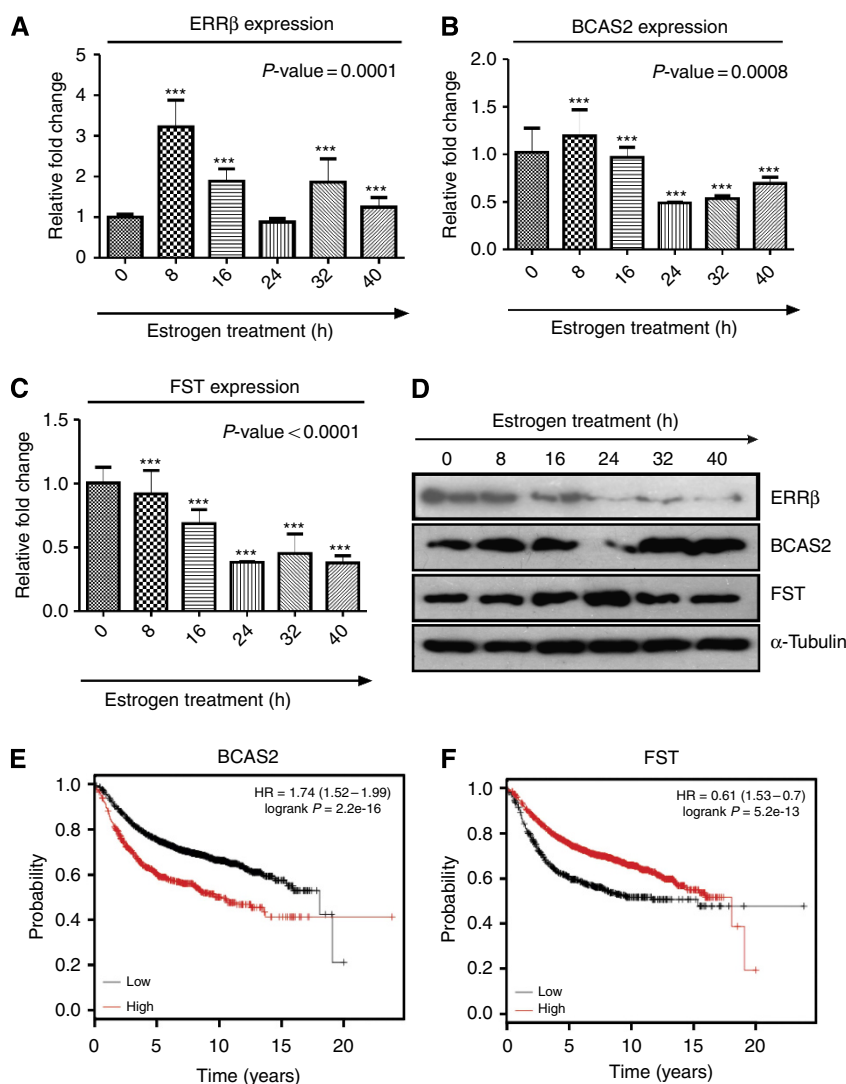 A
ERRβ expression
P-value = 0.0001
Relative fold change
5
4
3
2
1
0
***
***
***
***
0 8 16 24 32 40
Estrogen treatment (h)
B
BCAS2 expression
P-value = 0.0008
Relative fold change
2.0
1.5
1.0
0.5
0.0
***
***
***
***
***
0 8 16 24 32 40
Estrogen treatment (h)
C
FST expression
P-value < 0.0001
Relative fold change
1.5
1.0
0.5
0.0
***
***
***
***
***
0 8 16 24 32 40
Estrogen treatment (h)
D
Estrogen treatment (h)
0 8 16 24 32 40
ERRβ
BCAS2
FST
α-Tubulin
E
BCAS2
HR = 1.74 (1.52–1.99)
logrank P = 2.2e-16
Probability
1.0
0.8
0.6
0.4
0.2
0.0
Low
High
0 5 10 15 20
Time (years)
F
FST
HR = 0.61 (1.53–0.7)
logrank P = 5.2e-13
Probability
1.0
0.8
0.6
0.4
0.2
0.0
Low
High
0 5 10 15 20
Time (years)